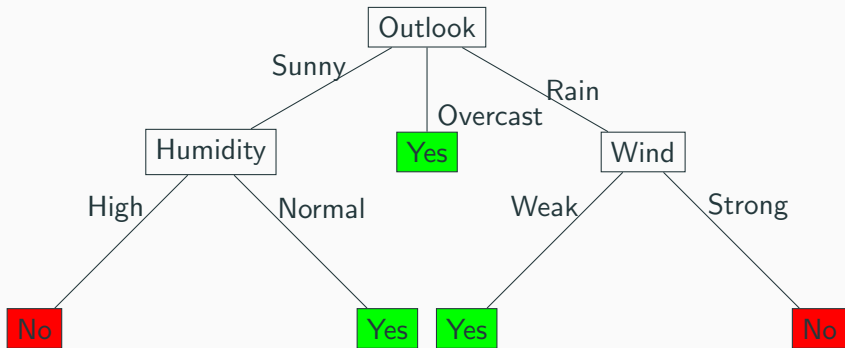 Outlook
Sunny
Rain
Overcast
Humidity
Yes
Wind
High
Normal
Weak
Strong
No
Yes
Yes
No